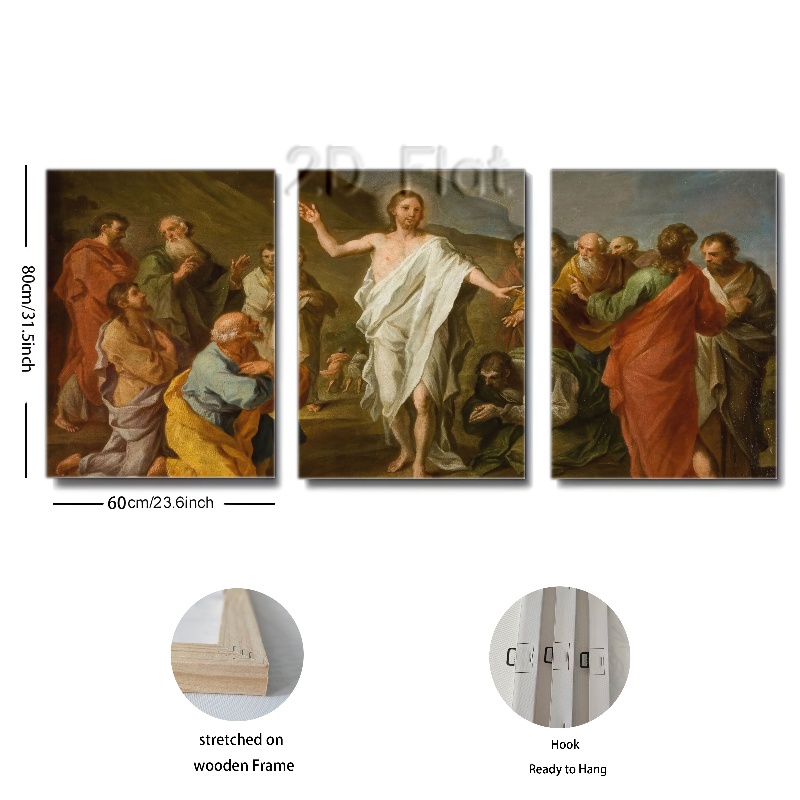 2D Flat
80cm/31.5inch
60cm/23.6inch
stretched on
wooden Frame
Hook
Ready to Hang